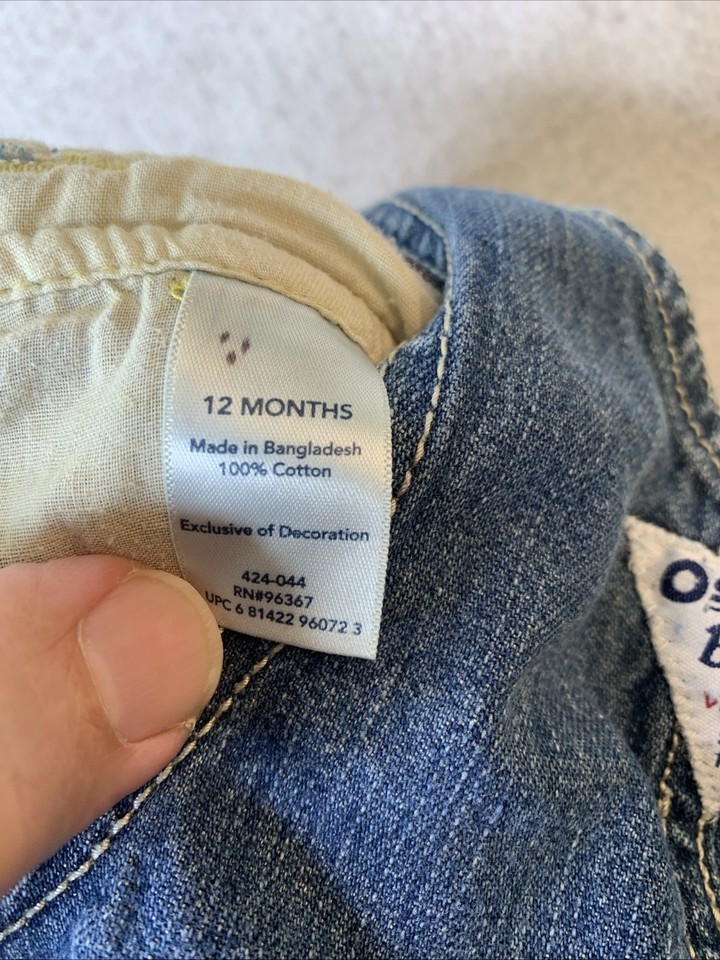 12 MONTHS
Made in Bangladesh
100% Cotton
Exclusive of Decoration
424-044
RN#96367
UPC 6 81422 96072 3